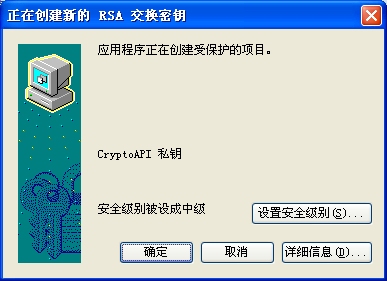 正在创建新的 RSA 交换密钥
应用程序正在创建受保护的项目。
CryptoAPI 私钥
安全级别被设成中级
设置安全级别(S)...
确定
取消
详细信息(D)...